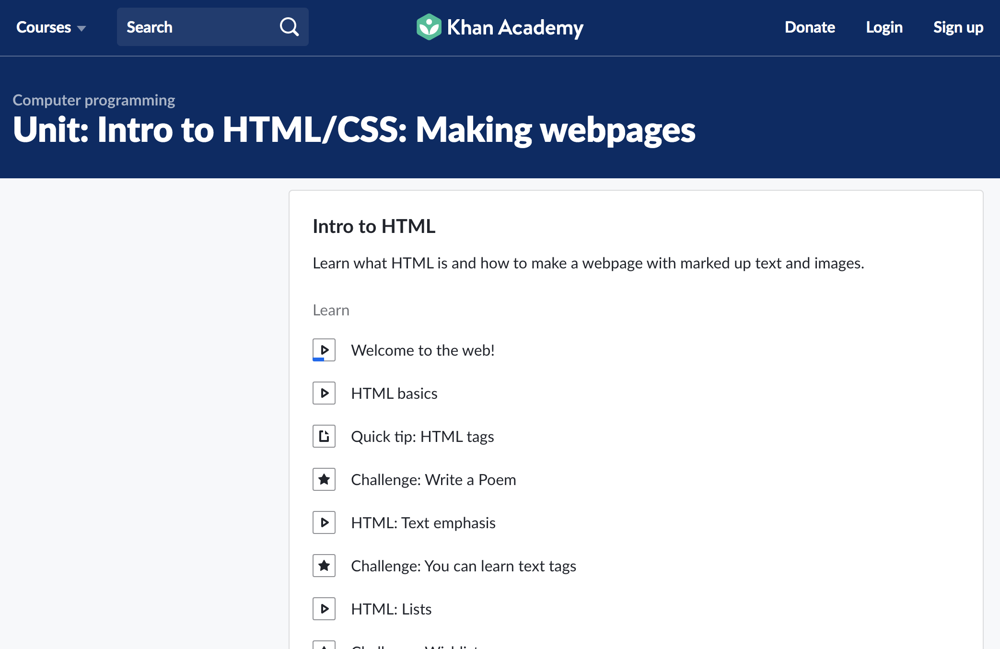 Courses
Search
Khan Academy
Donate
Login
Sign up
Computer programming
Unit: Intro to HTML/CSS: Making webpages
Intro to HTML
Learn what HTML is and how to make a webpage with marked up text and images.
Learn
Welcome to the web!
HTML basics
Quick tip: HTML tags
Challenge: Write a Poem
HTML: Text emphasis
Challenge: You can learn text tags
HTML: Lists